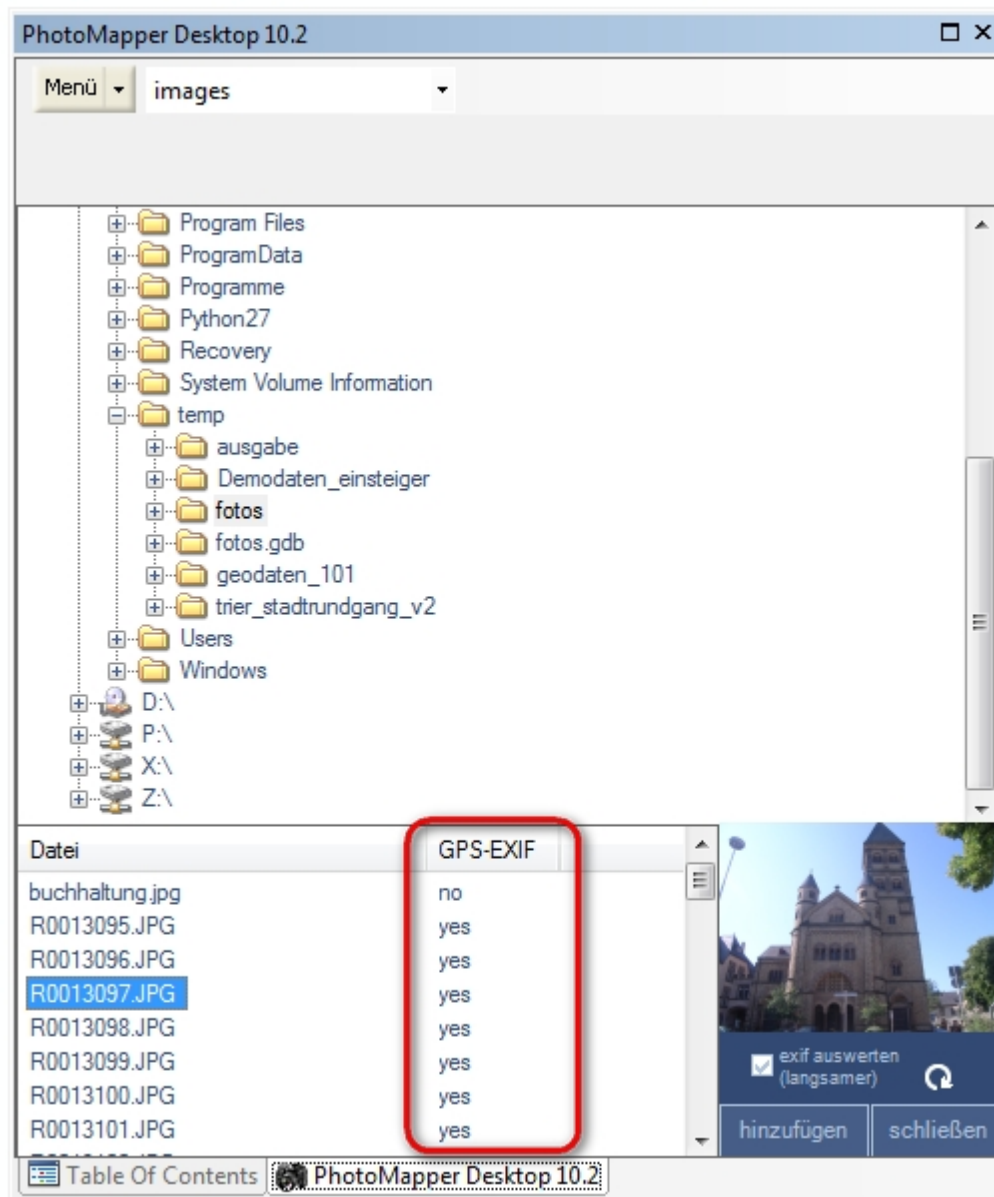 PhotoMapper Desktop 10.2
Menü
images
Program Files
ProgramData
Programme
Python27
Recovery
System Volume Information
temp
ausgabe
Demodaten_einsteiger
fotos
fotos.gdb
geodaten_101
trier_stadtrundgang_v2
Users
Windows
D:\
P:\
X:\
Z:\
Datei GPS-EXIF
buchhaltung.jpg no
R0013095.JPG yes
R0013096.JPG yes
R0013097.JPG yes
R0013098.JPG yes
R0013099.JPG yes
R0013100.JPG yes
R0013101.JPG yes
exif auswerten
(langsamer)
hinzufügen schließen
Table Of Contents PhotoMapper Desktop 10.2